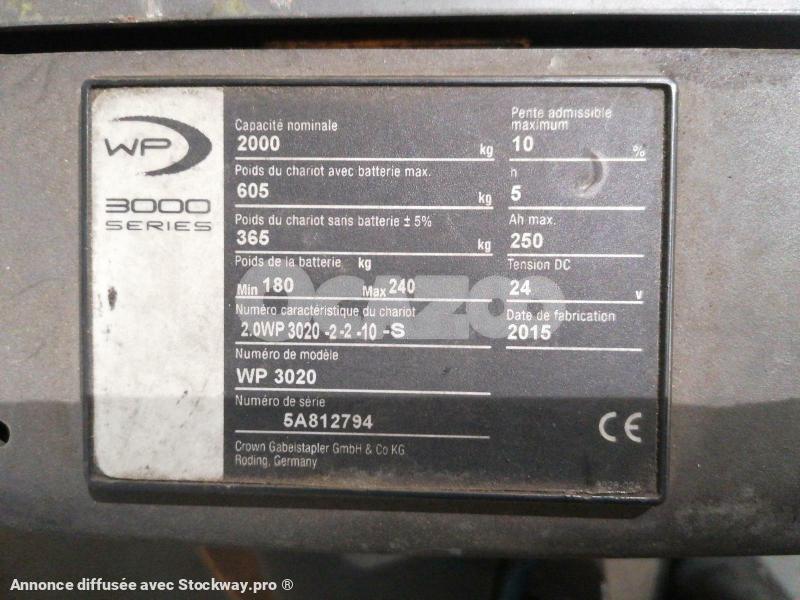 WP
3000
SERIES
Capacité nominale
2000 kg
Poids du chariot avec batterie max.
605 kg
Poids du chariot sans batterie ± 5%
365 kg
Poids de la batterie kg
Min 180 Max 240
Numéro caractéristique du chariot
2.0WP 3020 -2 -2 -10 -S
Numéro de modèle
WP 3020
Numéro de série
5A812794
Crown Gabelstapler GmbH & Co KG
Roding, Germany
Pente admissible
maximum
10 %
h
5
Ah max.
250
Tension DC
24 v
Date de fabrication
2015
CE
Annonce diffusée avec Stockway.pro ®